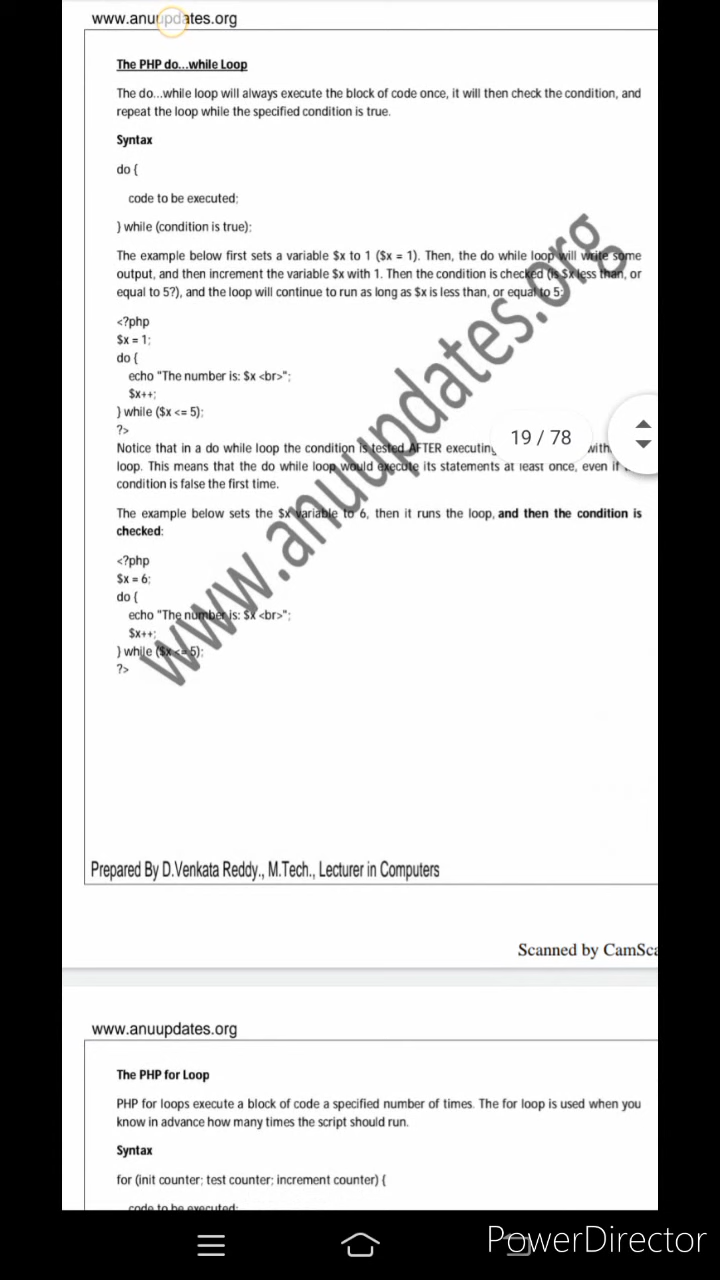 www.anuupdates.org
The PHP do...while Loop
The do...while loop will always execute the block of code once, it will then check the condition, and
repeat the loop while the specified condition is true.
Syntax
do {
code to be executed;
} while (condition is true);
The example below first sets a variable $x to 1 ($x = 1). Then, the do while loop will write some
output, and then increment the variable $x with 1. Then the condition is checked (is $x less than, or
equal to 5?), and the loop will continue to run as long as $x is less than, or equal to 5:
<?php
$x = 1;
do {
echo "The number is: $x <br>";
$x++;
} while ($x <= 5);
?>
19 / 78
Notice that in a do while loop the condition is tested AFTER executing with
loop. This means that the do while loop would execute its statements at least once, even if
condition is false the first time.
The example below sets the $x variable to 6, then it runs the loop, and then the condition is
checked:
<?php
$x = 6;
do {
echo "The number is: $x <br>";
$x++;
} while ($x <= 5);
?>
www.anuupdates.org
Prepared By D.Venkata Reddy., M.Tech., Lecturer in Computers
Scanned by CamSca
www.anuupdates.org
The PHP for Loop
PHP for loops execute a block of code a specified number of times. The for loop is used when you
know in advance how many times the script should run.
Syntax
for (init counter; test counter; increment counter) {
code to be executed;
PowerDirector